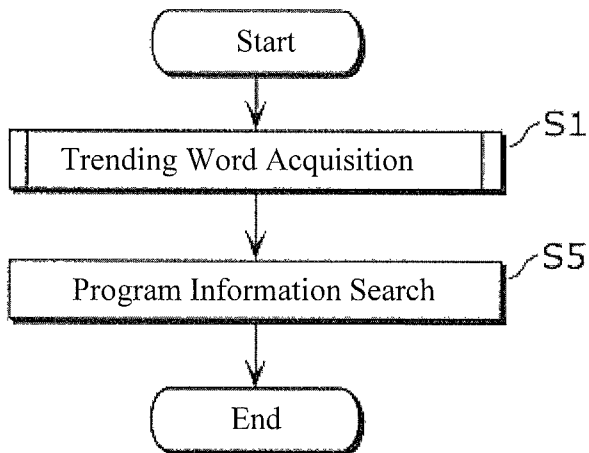 Start
Trending Word Acquisition
S1
Program Information Search
S5
End